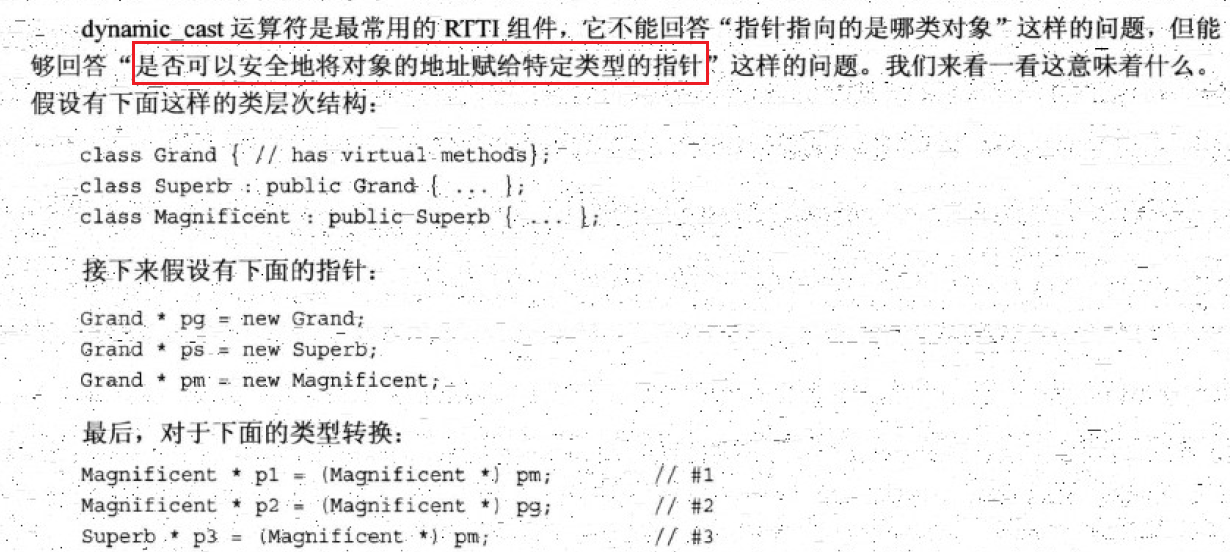 dynamic_cast 运算符是最常用的 RTTI 组件，它不能回答“指针指向的是哪类对象”这样的问题，但能
够回答“是否可以安全地将对象的地址赋给特定类型的指针”这样的问题。我们来看一看这意味着什么。
假设有下面这样的类层次结构：
class Grand { // has virtual methods};
class Superb : public Grand { ... };
class Magnificent : public Superb { ... };
接下来假设有下面的指针：
Grand * pg = new Grand;
Grand * ps = new Superb;
Grand * pm = new Magnificent;
最后，对于下面的类型转换：
Magnificent * p1 = (Magnificent *) pm; // #1
Magnificent * p2 = (Magnificent *) pg; // #2
Superb * p3 = (Magnificent *) pm; // #3